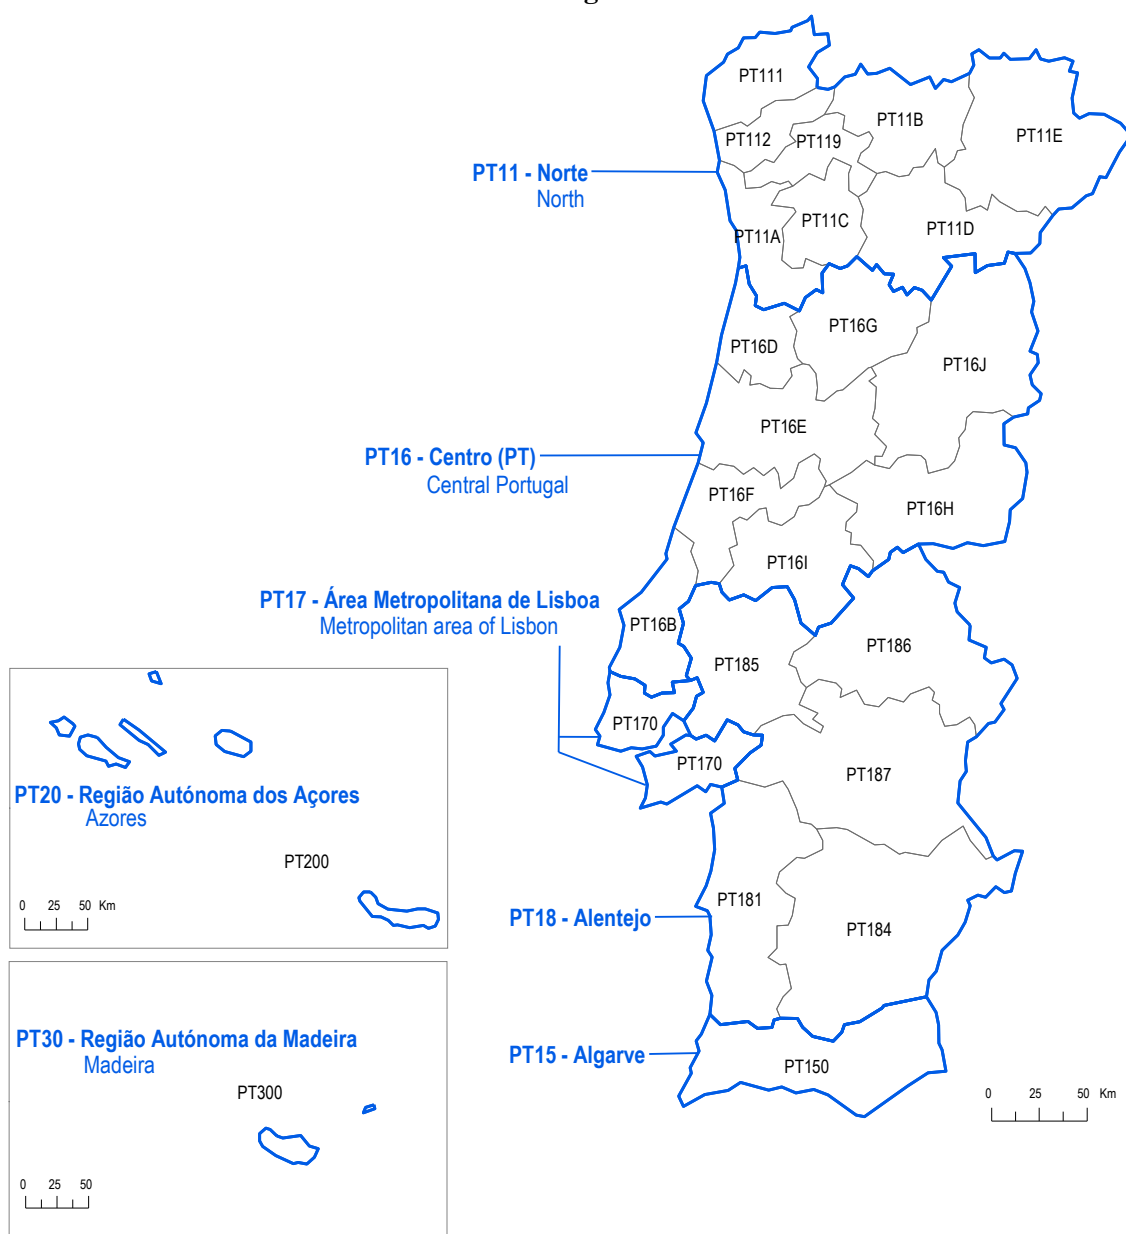 PT111
PT11B
PT11E
PT112
PT119
PT11 - Norte
North
PT11C
PT11A
PT11D
PT16G
PT16D
PT16J
PT16E
PT16 - Centro (PT)
Central Portugal
PT16F
PT16H
PT16I
PT17 - Área Metropolitana de Lisboa
Metropolitan area of Lisbon
PT16B
PT186
PT185
PT170
PT170
PT187
PT20 - Região Autónoma dos Açores
Azores
PT200
0 25 50 Km
PT181
PT18 - Alentejo
PT184
PT30 - Região Autónoma da Madeira
Madeira
PT15 - Algarve
PT150
PT300
0 25 50 Km
0 25 50